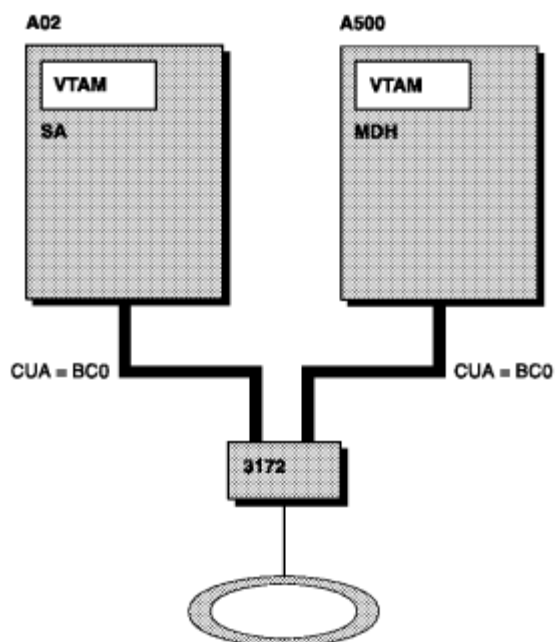 A02
VTAM
SA
A500
VTAM
MDH
CUA = BC0
CUA = BC0
3172